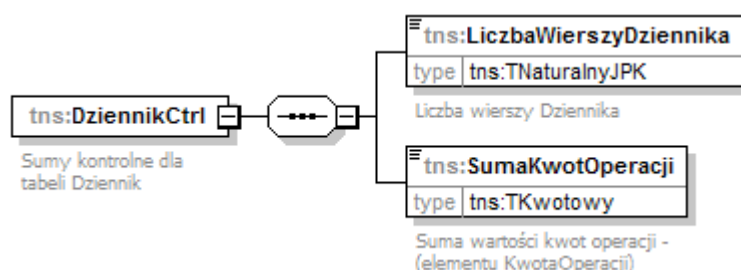 tns:LiczbaWierszyDziennika
type tns:TNaturalnyJPK
Liczba wierszy Dziennika
tns:DziennikCtrl
Sumy kontrolne dla
tabeli Dziennik
tns:SumaKwotOperacji
type tns:TKwotowy
Suma wartości kwot operacji -
(elementu KwotaOperacji)